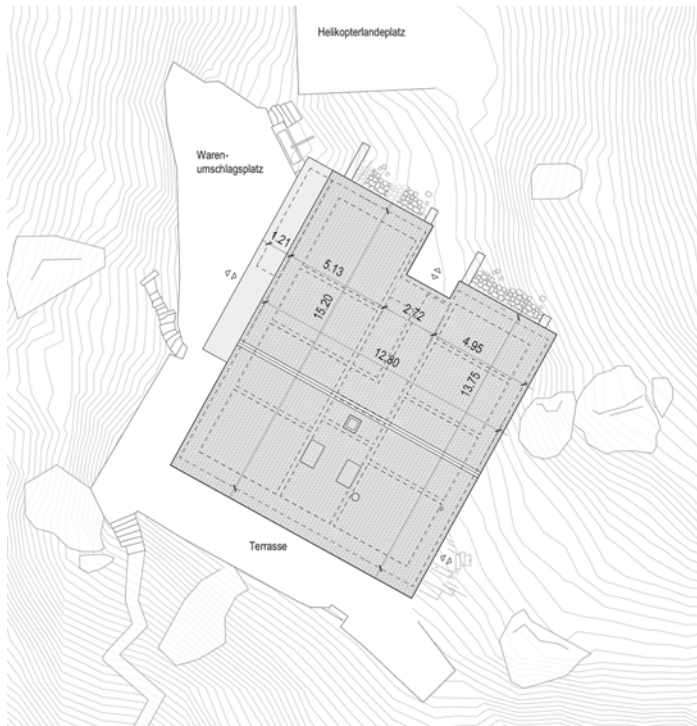 Helikopterlandeplatz
Waren-
umschlagsplatz
1.21
5.13
15.20
2.72
12.80
4.95
13.75
Terrasse